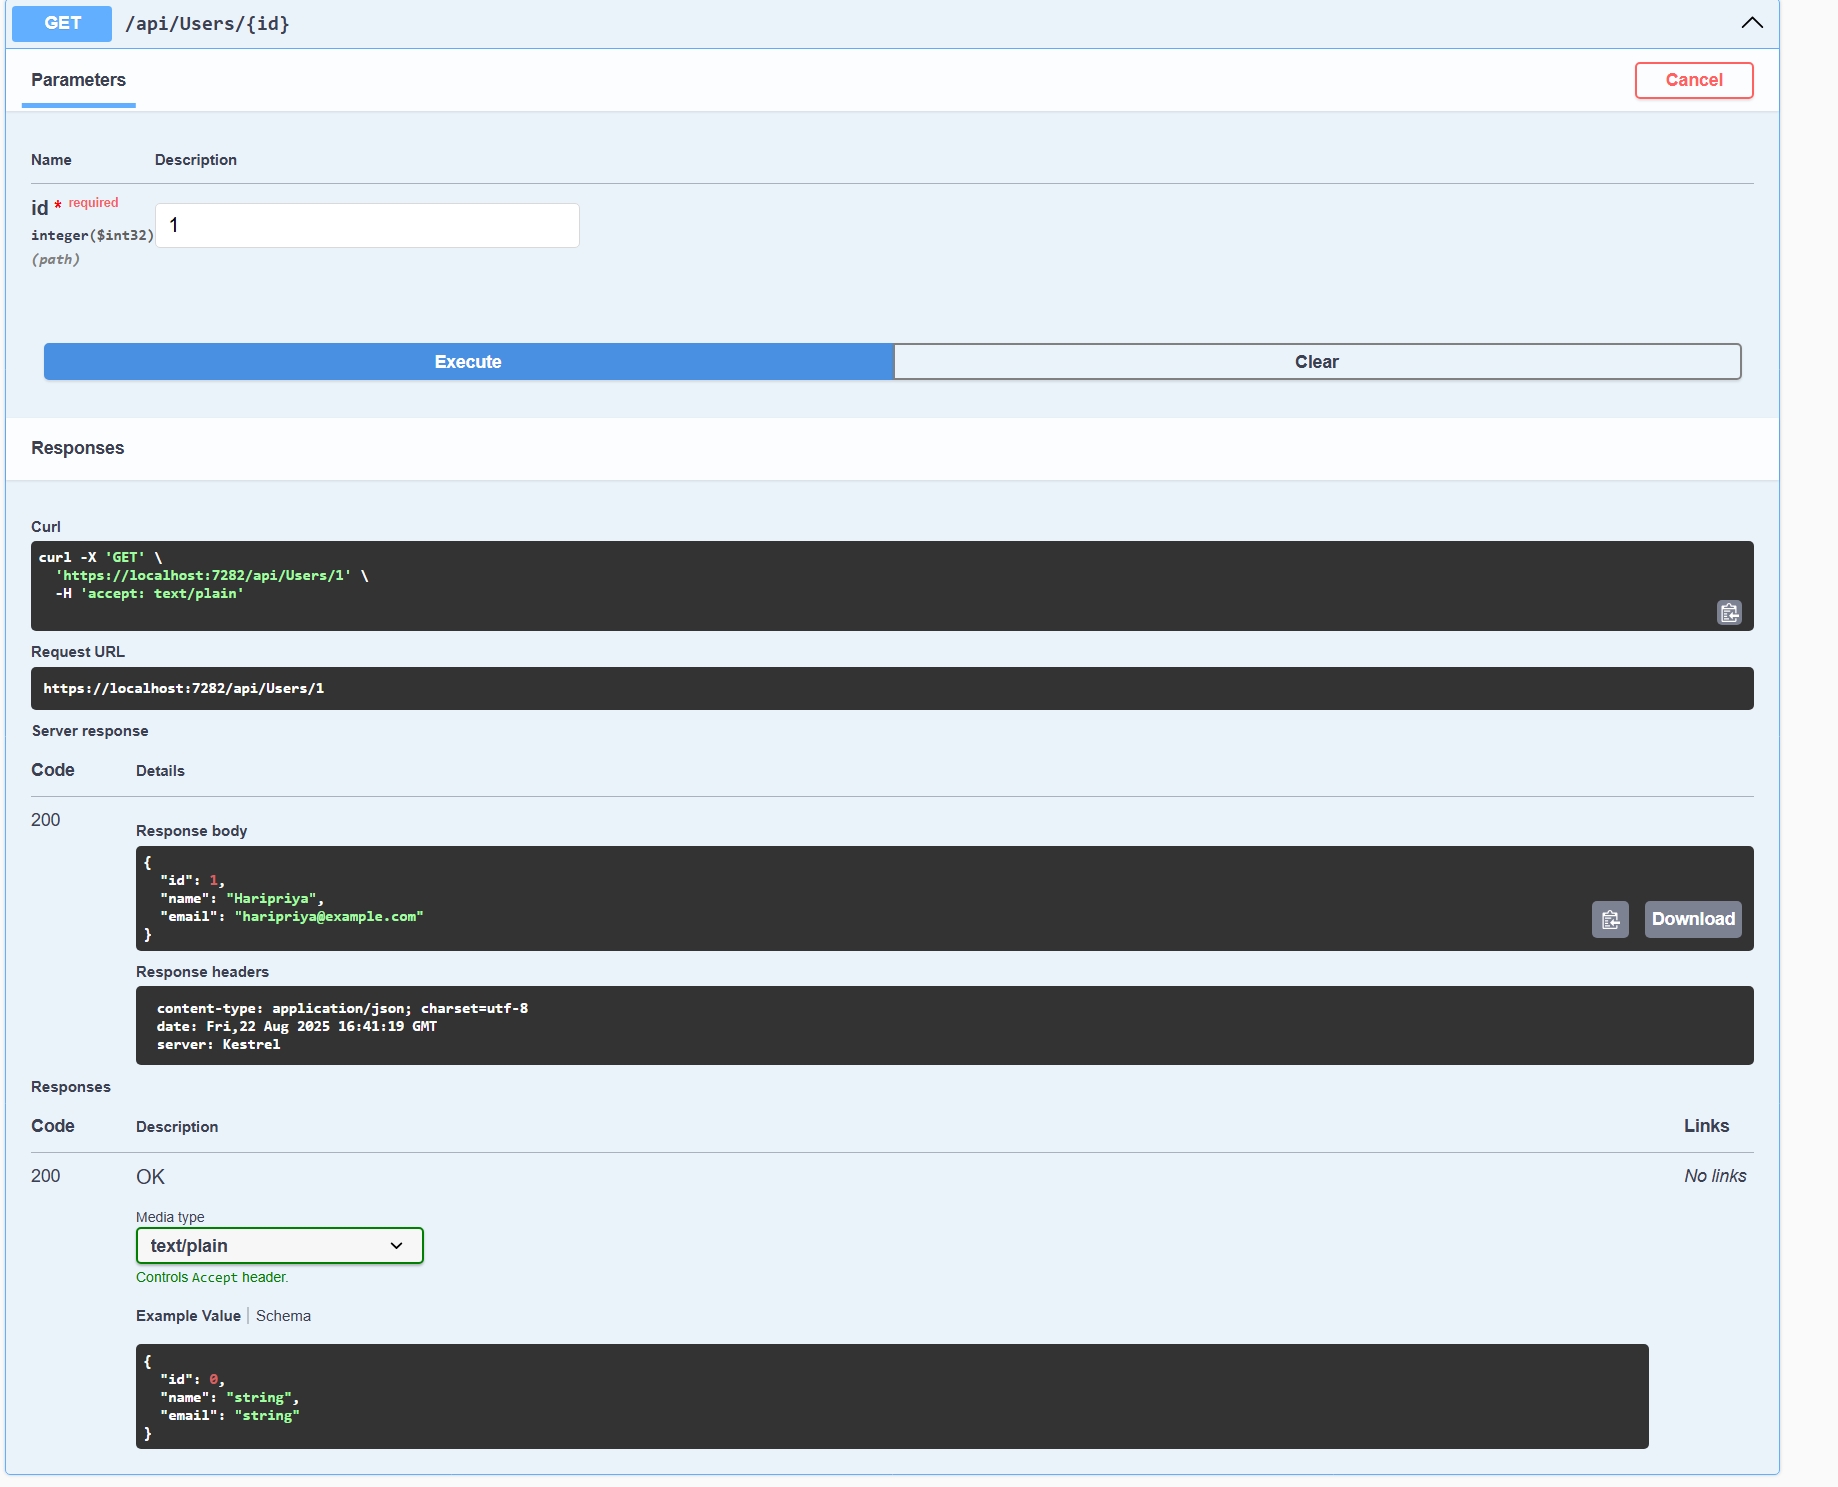 GET /api/Users/{id}
Parameters
Cancel
Name Description
id * required
integer($int32)
(path)
1
Execute Clear
Responses
Curl
curl -X 'GET' \
  'https://localhost:7282/api/Users/1' \
  -H 'accept: text/plain'
Request URL
https://localhost:7282/api/Users/1
Server response
Code Details
200
Response body
{
  "id": 1,
  "name": "Haripriya",
  "email": "haripriya@example.com"
}
Download
Response headers
content-type: application/json; charset=utf-8
date: Fri,22 Aug 2025 16:41:19 GMT
server: Kestrel
Responses
Code Description Links
200 OK No links
Media type
text/plain
Controls Accept header.
Example Value Schema
{
  "id": 0,
  "name": "string",
  "email": "string"
}